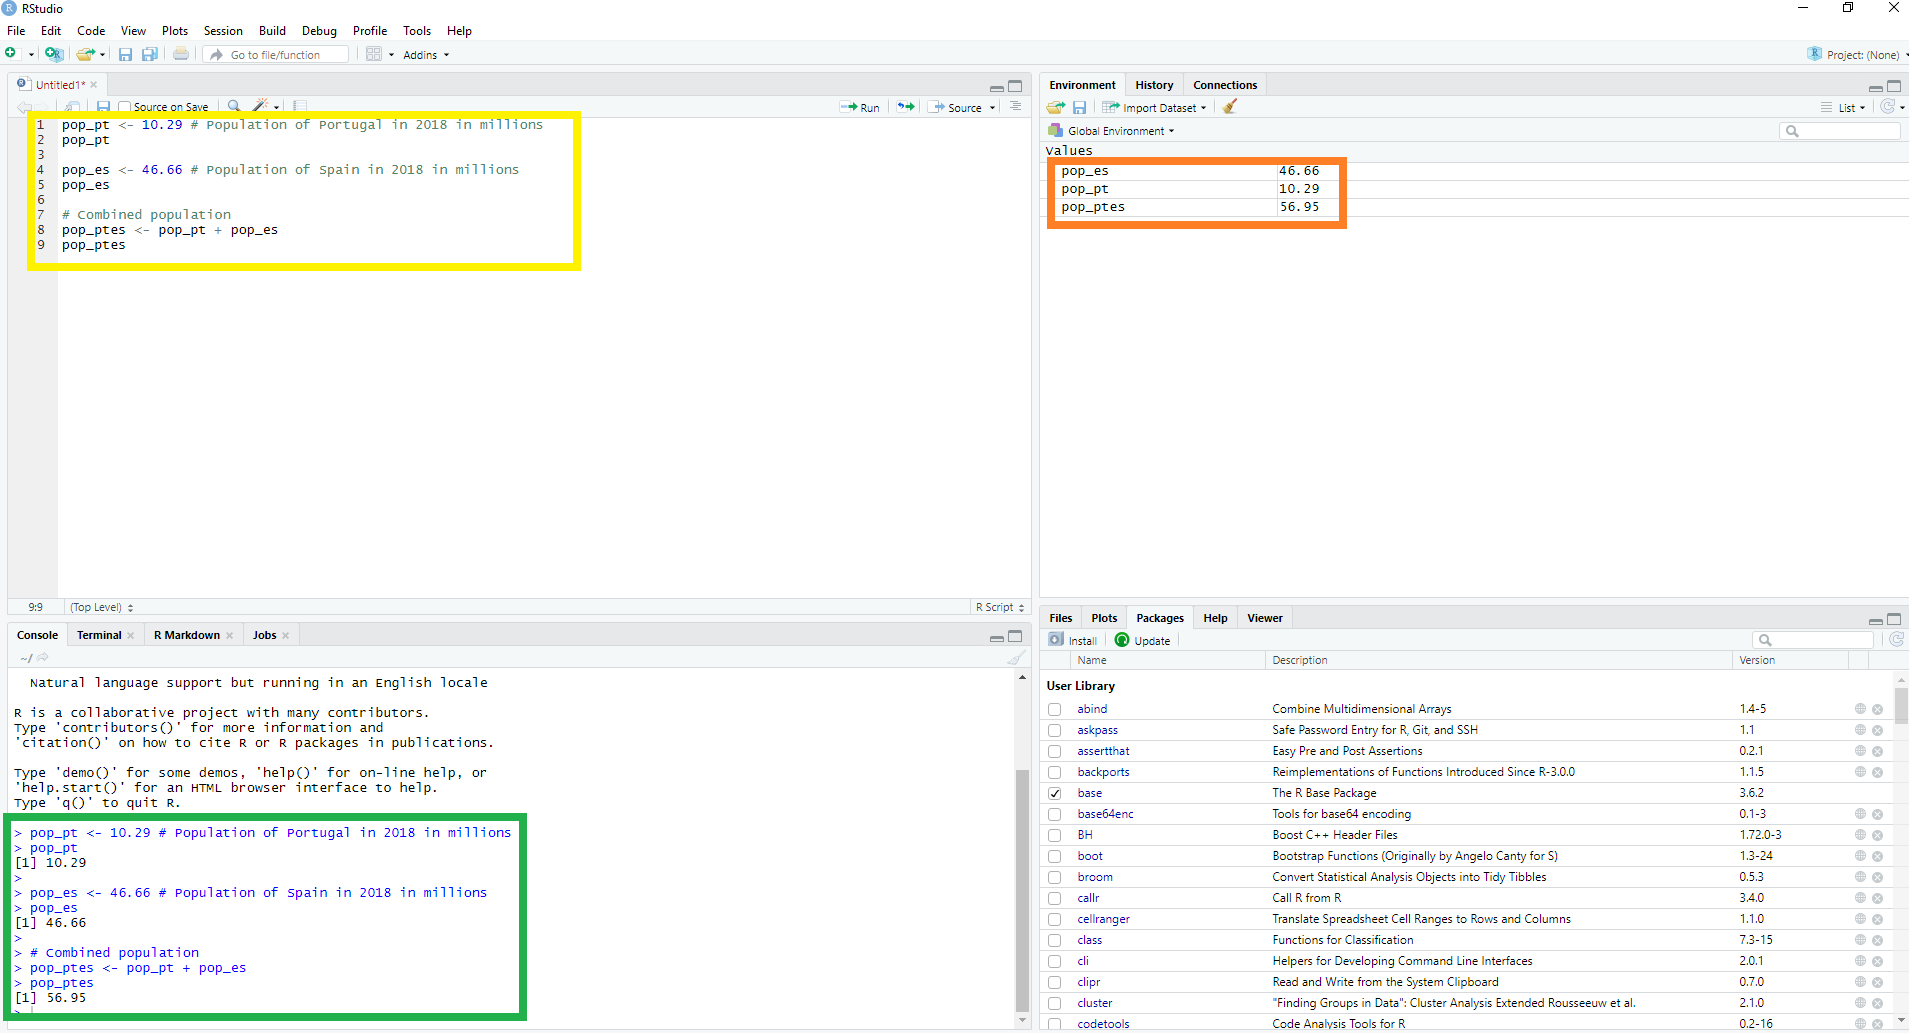 RStudio
File Edit Code View Plots Session Build Debug Profile Tools Help
Go to file/function Addins Project: (None)
Untitled1*
Source on Save Run Source
1 pop_pt <- 10.29 # Population of Portugal in 2018 in millions
2 pop_pt
3
4 pop_es <- 46.66 # Population of Spain in 2018 in millions
5 pop_es
6
7 # Combined population
8 pop_ptes <- pop_pt + pop_es
9 pop_ptes
9:9 (Top Level) R Script
Console Terminal R Markdown Jobs
~/
Natural language support but running in an English locale
R is a collaborative project with many contributors.
Type 'contributors()' for more information and
'citation()' on how to cite R or R packages in publications.
Type 'demo()' for some demos, 'help()' for on-line help, or
'help.start()' for an HTML browser interface to help.
Type 'q()' to quit R.
> pop_pt <- 10.29 # Population of Portugal in 2018 in millions
> pop_pt
[1] 10.29
>
> pop_es <- 46.66 # Population of Spain in 2018 in millions
> pop_es
[1] 46.66
>
> # Combined population
> pop_ptes <- pop_pt + pop_es
> pop_ptes
[1] 56.95
>
Environment History Connections
Import Dataset List
Global Environment
Values
pop_es 46.66
pop_pt 10.29
pop_ptes 56.95
Files Plots Packages Help Viewer
Install Update
Name Description Version
User Library
abind Combine Multidimensional Arrays 1.4-5
askpass Safe Password Entry for R, Git, and SSH 1.1
assertthat Easy Pre and Post Assertions 0.2.1
backports Reimplementations of Functions Introduced Since R-3.0.0 1.1.5
base The R Base Package 3.6.2
base64enc Tools for base64 encoding 0.1-3
BH Boost C++ Header Files 1.72.0-3
boot Bootstrap Functions (Originally by Angelo Canty for S) 1.3-24
broom Convert Statistical Analysis Objects into Tidy Tibbles 0.5.3
callr Call R from R 3.4.0
cellranger Translate Spreadsheet Cell Ranges to Rows and Columns 1.1.0
class Functions for Classification 7.3-15
cli Helpers for Developing Command Line Interfaces 2.0.1
clipr Read and Write from the System Clipboard 0.7.0
cluster "Finding Groups in Data": Cluster Analysis Extended Rousseeuw et al. 2.1.0
codetools Code Analysis Tools for R 0.2-16